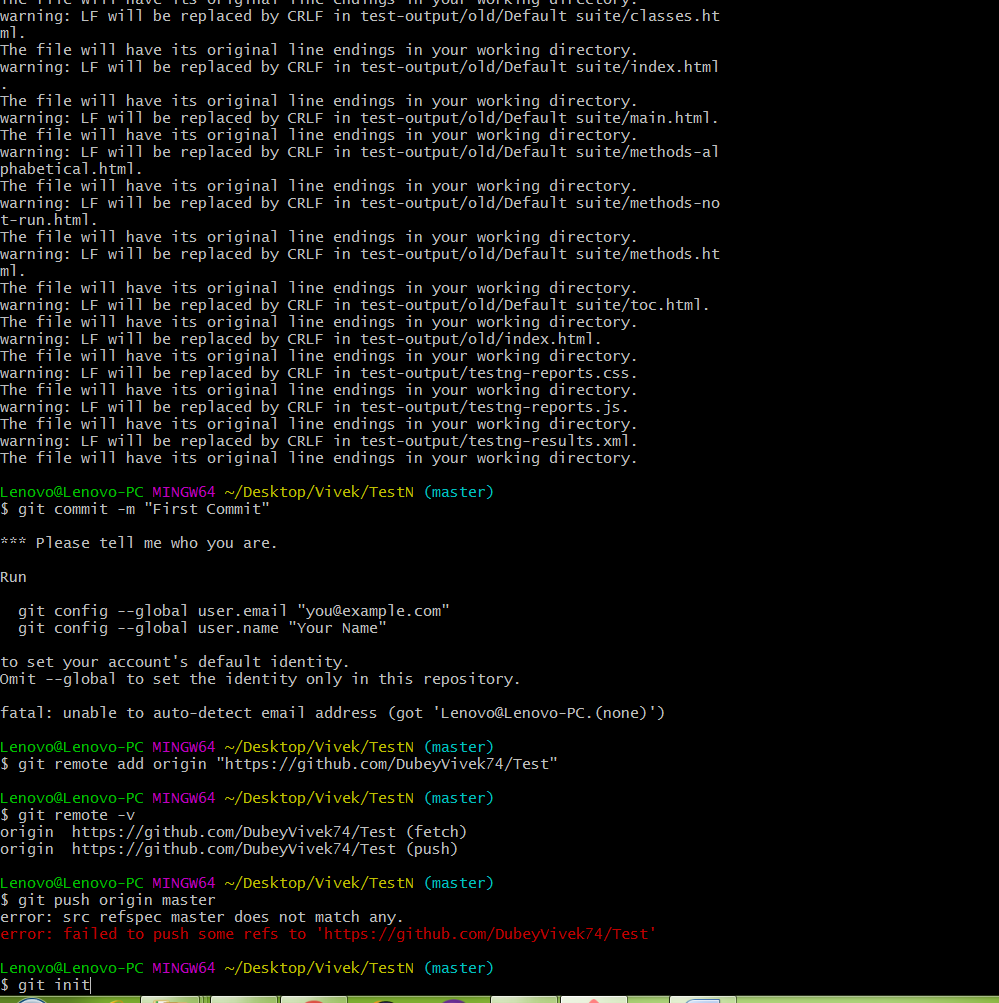 The file will have its original line endings in your working directory.
warning: LF will be replaced by CRLF in test-output/old/Default suite/classes.ht
ml.
The file will have its original line endings in your working directory.
warning: LF will be replaced by CRLF in test-output/old/Default suite/index.html
.
The file will have its original line endings in your working directory.
warning: LF will be replaced by CRLF in test-output/old/Default suite/main.html.
The file will have its original line endings in your working directory.
warning: LF will be replaced by CRLF in test-output/old/Default suite/methods-al
phabetical.html.
The file will have its original line endings in your working directory.
warning: LF will be replaced by CRLF in test-output/old/Default suite/methods-no
t-run.html.
The file will have its original line endings in your working directory.
warning: LF will be replaced by CRLF in test-output/old/Default suite/methods.ht
ml.
The file will have its original line endings in your working directory.
warning: LF will be replaced by CRLF in test-output/old/Default suite/toc.html.
The file will have its original line endings in your working directory.
warning: LF will be replaced by CRLF in test-output/old/index.html.
The file will have its original line endings in your working directory.
warning: LF will be replaced by CRLF in test-output/testng-reports.css.
The file will have its original line endings in your working directory.
warning: LF will be replaced by CRLF in test-output/testng-reports.js.
The file will have its original line endings in your working directory.
warning: LF will be replaced by CRLF in test-output/testng-results.xml.
The file will have its original line endings in your working directory.
Lenovo@Lenovo-PC MINGW64 ~/Desktop/Vivek/TestN (master)
$ git commit -m "First Commit"
*** Please tell me who you are.
Run
git config --global user.email "you@example.com"
git config --global user.name "Your Name"
to set your account's default identity.
Omit --global to set the identity only in this repository.
fatal: unable to auto-detect email address (got 'Lenovo@Lenovo-PC.(none)')
Lenovo@Lenovo-PC MINGW64 ~/Desktop/Vivek/TestN (master)
$ git remote add origin "https://github.com/DubeyVivek74/Test"
Lenovo@Lenovo-PC MINGW64 ~/Desktop/Vivek/TestN (master)
$ git remote -v
origin  https://github.com/DubeyVivek74/Test (fetch)
origin  https://github.com/DubeyVivek74/Test (push)
Lenovo@Lenovo-PC MINGW64 ~/Desktop/Vivek/TestN (master)
$ git push origin master
error: src refspec master does not match any.
error: failed to push some refs to 'https://github.com/DubeyVivek74/Test'
Lenovo@Lenovo-PC MINGW64 ~/Desktop/Vivek/TestN (master)
$ git init